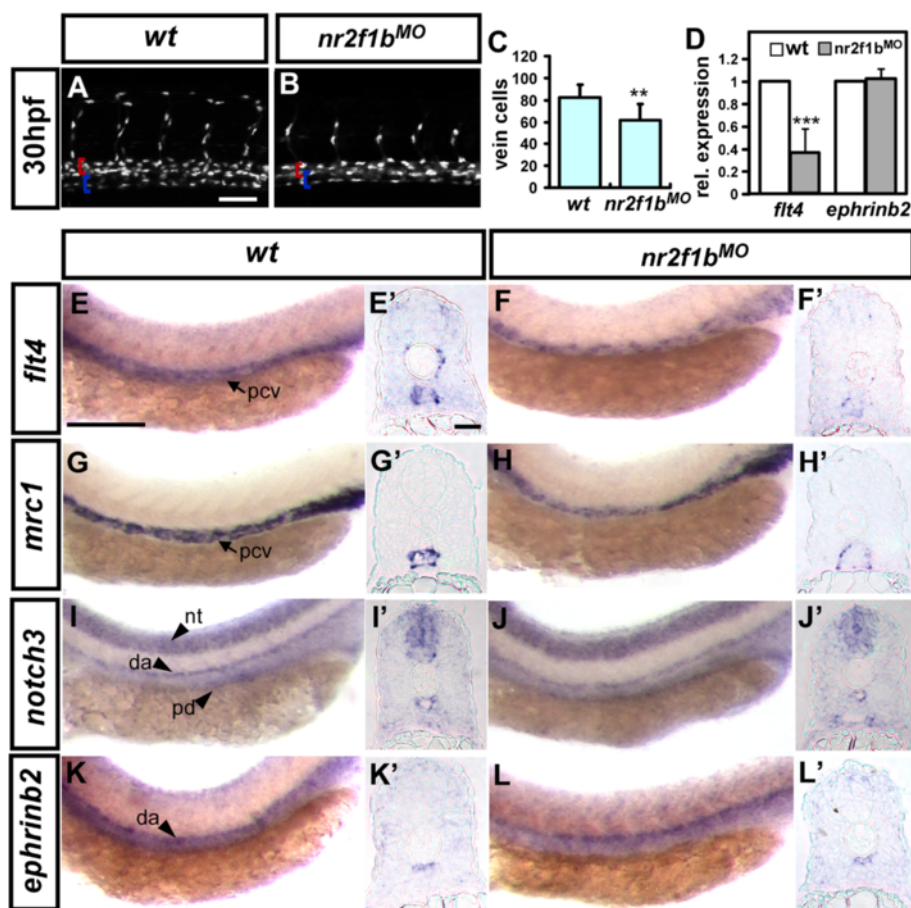 wt
nr2f1b^MO
30hpf
A
B
C
vein cells
120
100
80
60
40
20
0
**
wt
nr2f1b^MO
D
wt
nr2f1b^MO
rel. expression
1.2
1
0.8
0.6
0.4
0.2
0
***
flt4
ephrinb2
wt
nr2f1b^MO
flt4
E
pcv
E'
F
F'
mrc1
G
pcv
G'
H
H'
notch3
I
nt
da
pd
I'
J
J'
ephrinb2
K
da
K'
L
L'